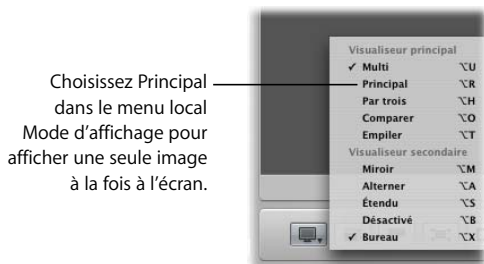 Choisissez Principal
dans le menu local
Mode d’affichage pour
afficher une seule image
à la fois à l’écran.
Visualiseur principal
✓ Multi ⌥U
Principal ⌥R
Par trois ⌥H
Comparer ⌥O
Empiler ⌥T
Visualiseur secondaire
Miroir ⌥M
Alterner ⌥A
Étendu ⌥S
Désactivé ⌥B
✓ Bureau ⌥X